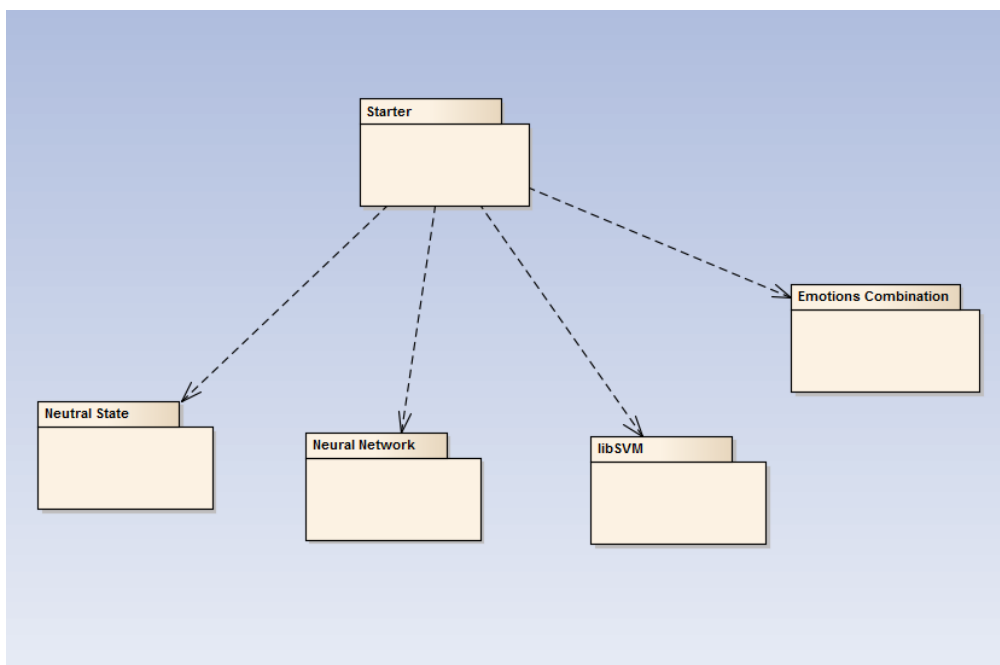 Starter
Emotions Combination
Neutral State
Neural Network
libSVM